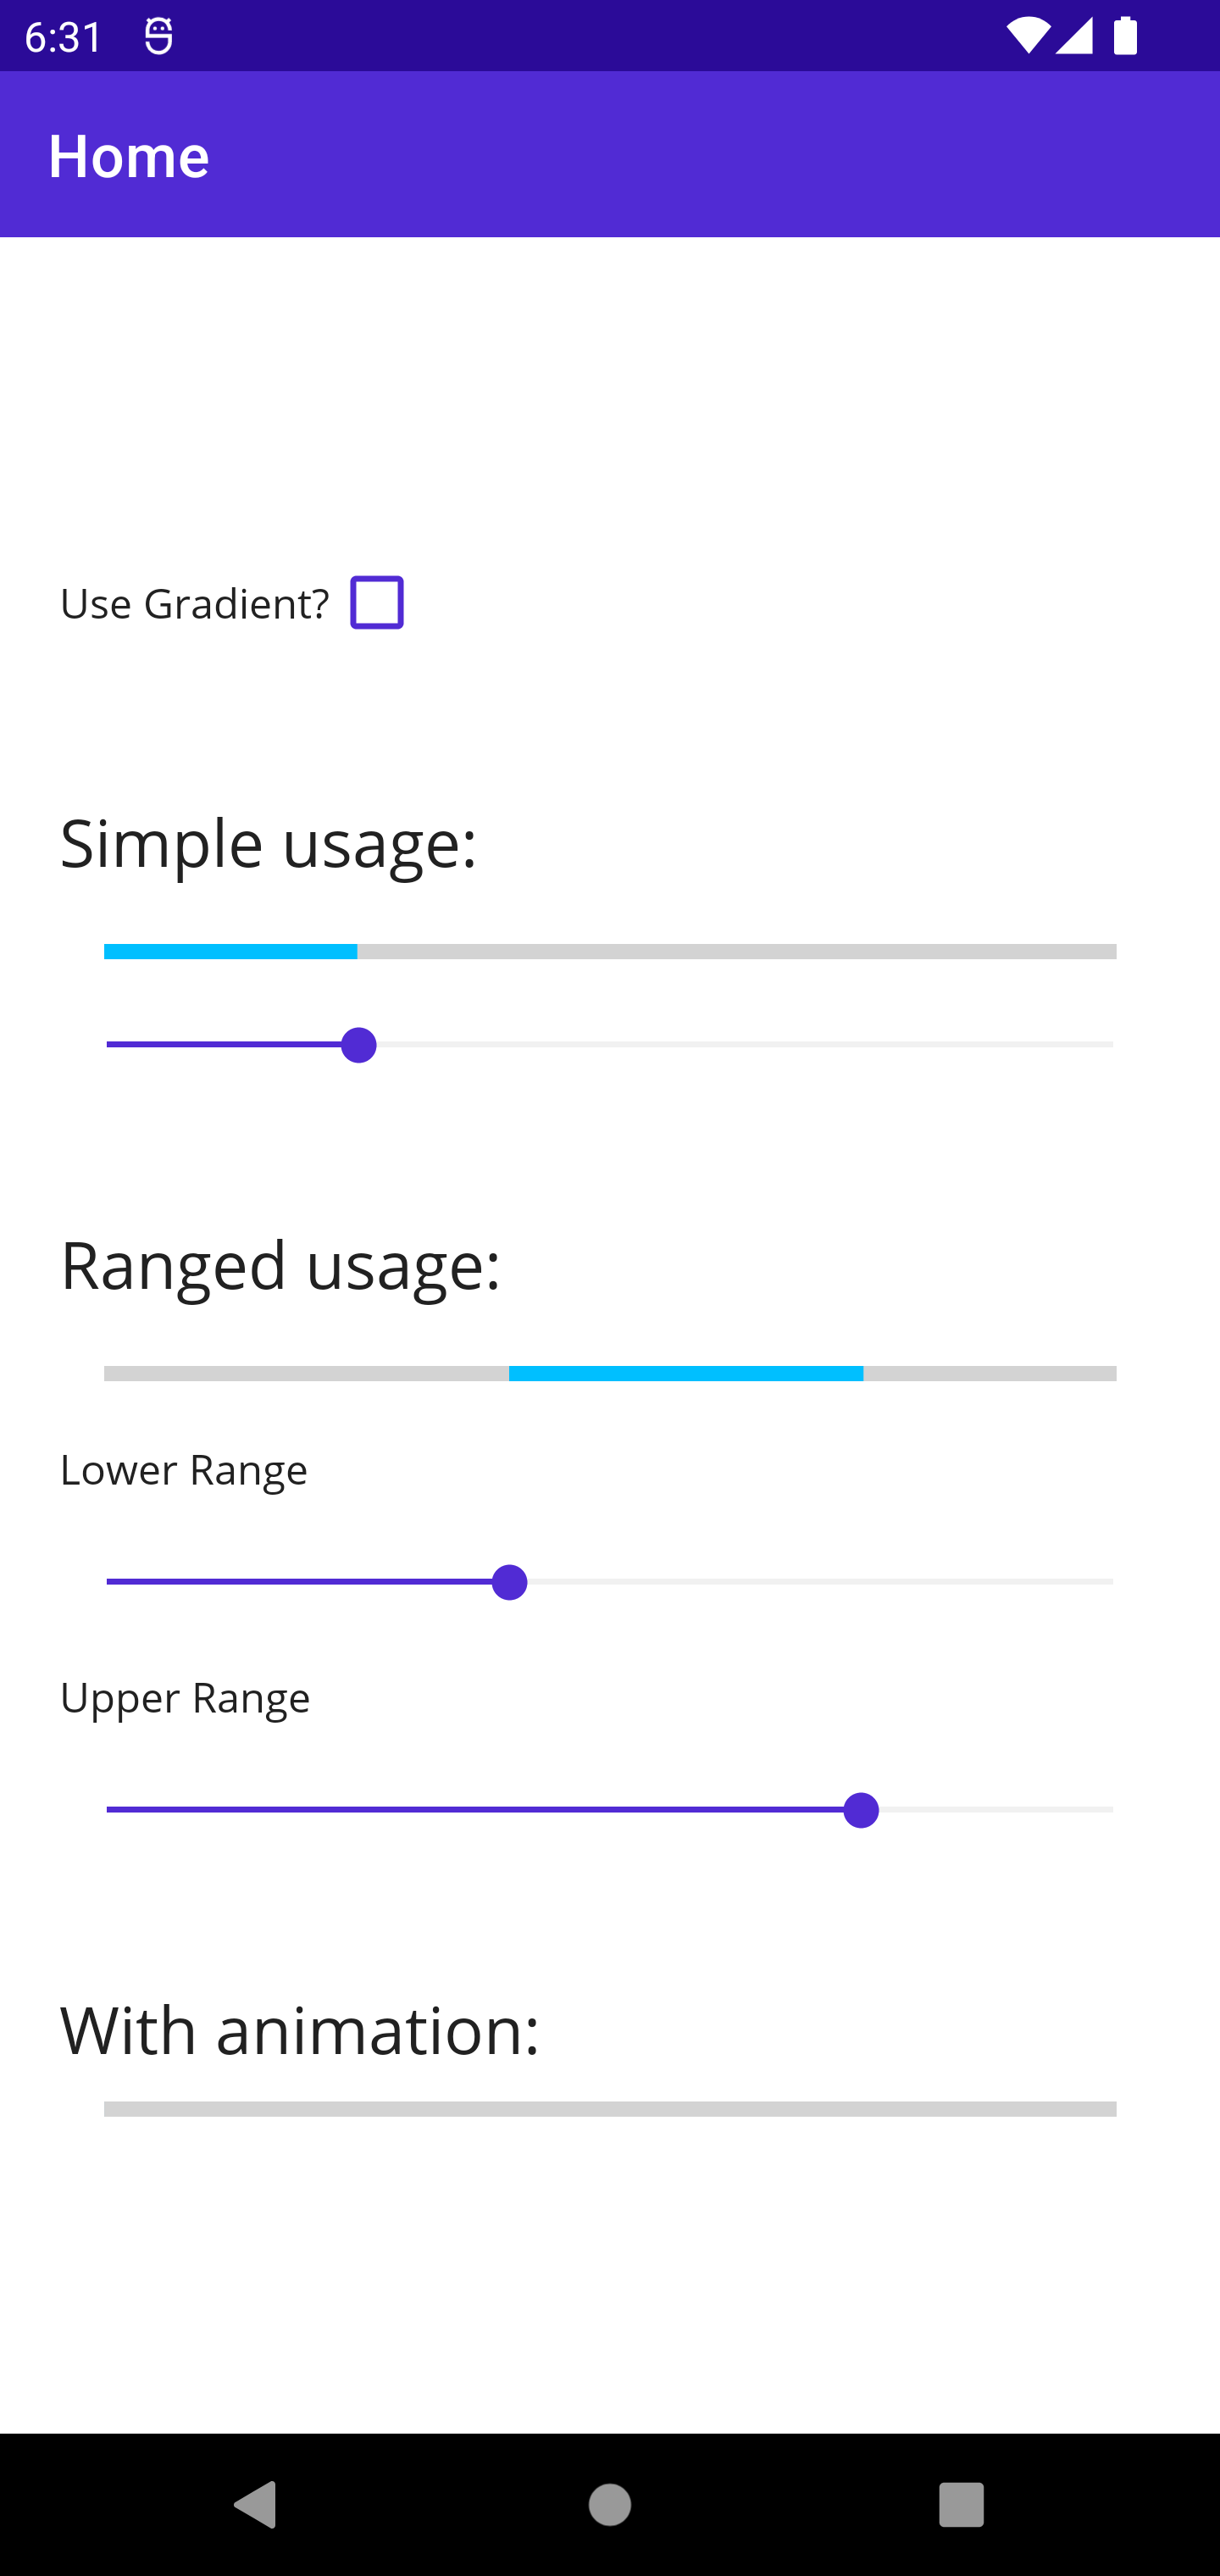 6:31
Home
Use Gradient?
Simple usage:
Ranged usage:
Lower Range
Upper Range
With animation: